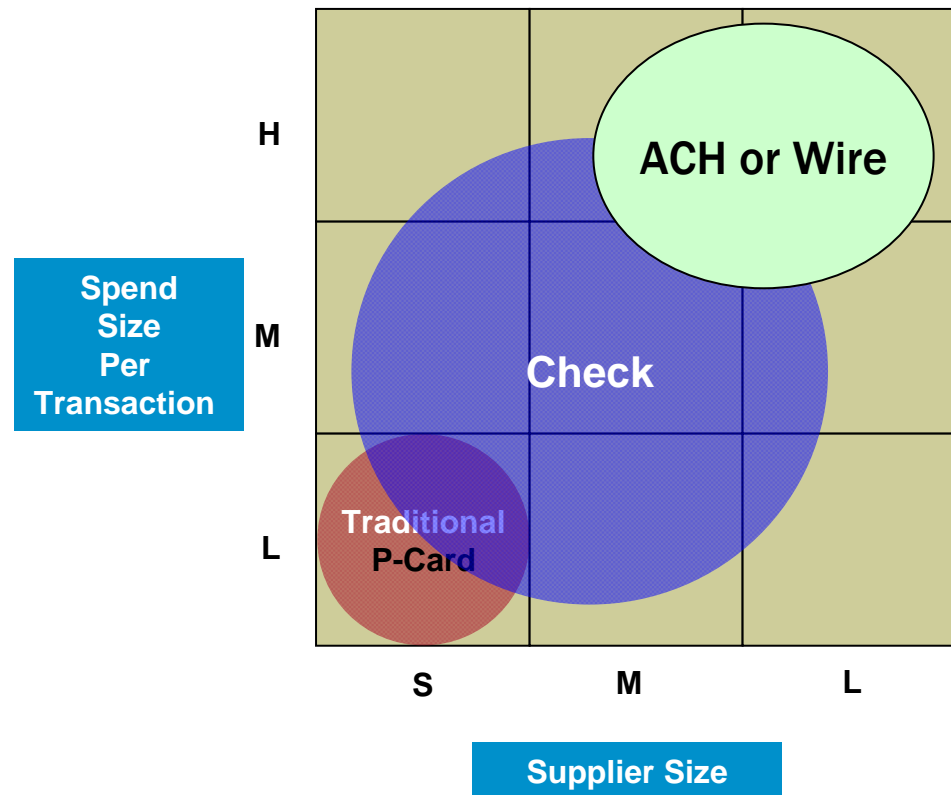 H
ACH or Wire
Spend
Size
Per
Transaction
M
Check
Traditional
P-Card
L
S
M
L
Supplier Size